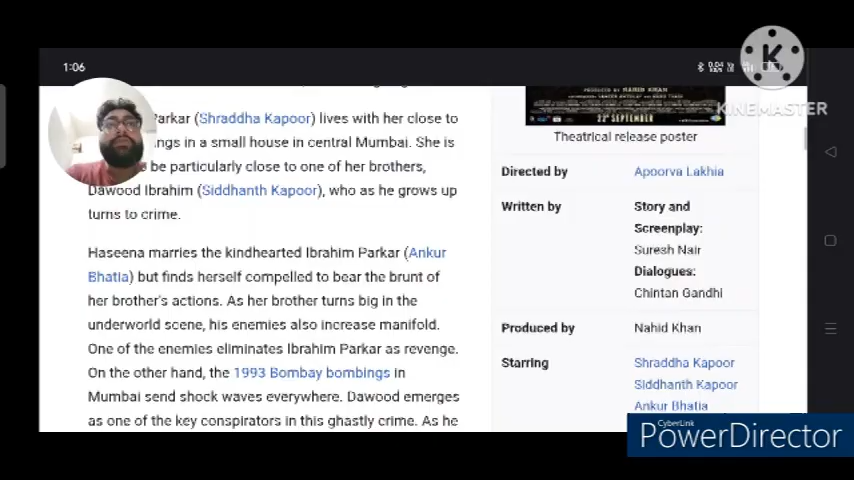 1:06
KINEMASTER
Parkar (Shraddha Kapoor) lives with her close to
ngs in a small house in central Mumbai. She is
be particularly close to one of her brothers,
Dawood Ibrahim (Siddhanth Kapoor), who as he grows up
turns to crime.
Haseena marries the kindhearted Ibrahim Parkar (Ankur
Bhatia) but finds herself compelled to bear the brunt of
her brother's actions. As her brother turns big in the
underworld scene, his enemies also increase manifold.
One of the enemies eliminates Ibrahim Parkar as revenge.
On the other hand, the 1993 Bombay bombings in
Mumbai send shock waves everywhere. Dawood emerges
as one of the key conspirators in this ghastly crime. As he
PRODUCED BY NAHID KHAN
22ND SEPTEMBER
Theatrical release poster
Directed by Apoorva Lakhia
Written by Story and
Screenplay:
Suresh Nair
Dialogues:
Chintan Gandhi
Produced by Nahid Khan
Starring Shraddha Kapoor
Siddhanth Kapoor
Ankur Bhatia
CyberLink
PowerDirector